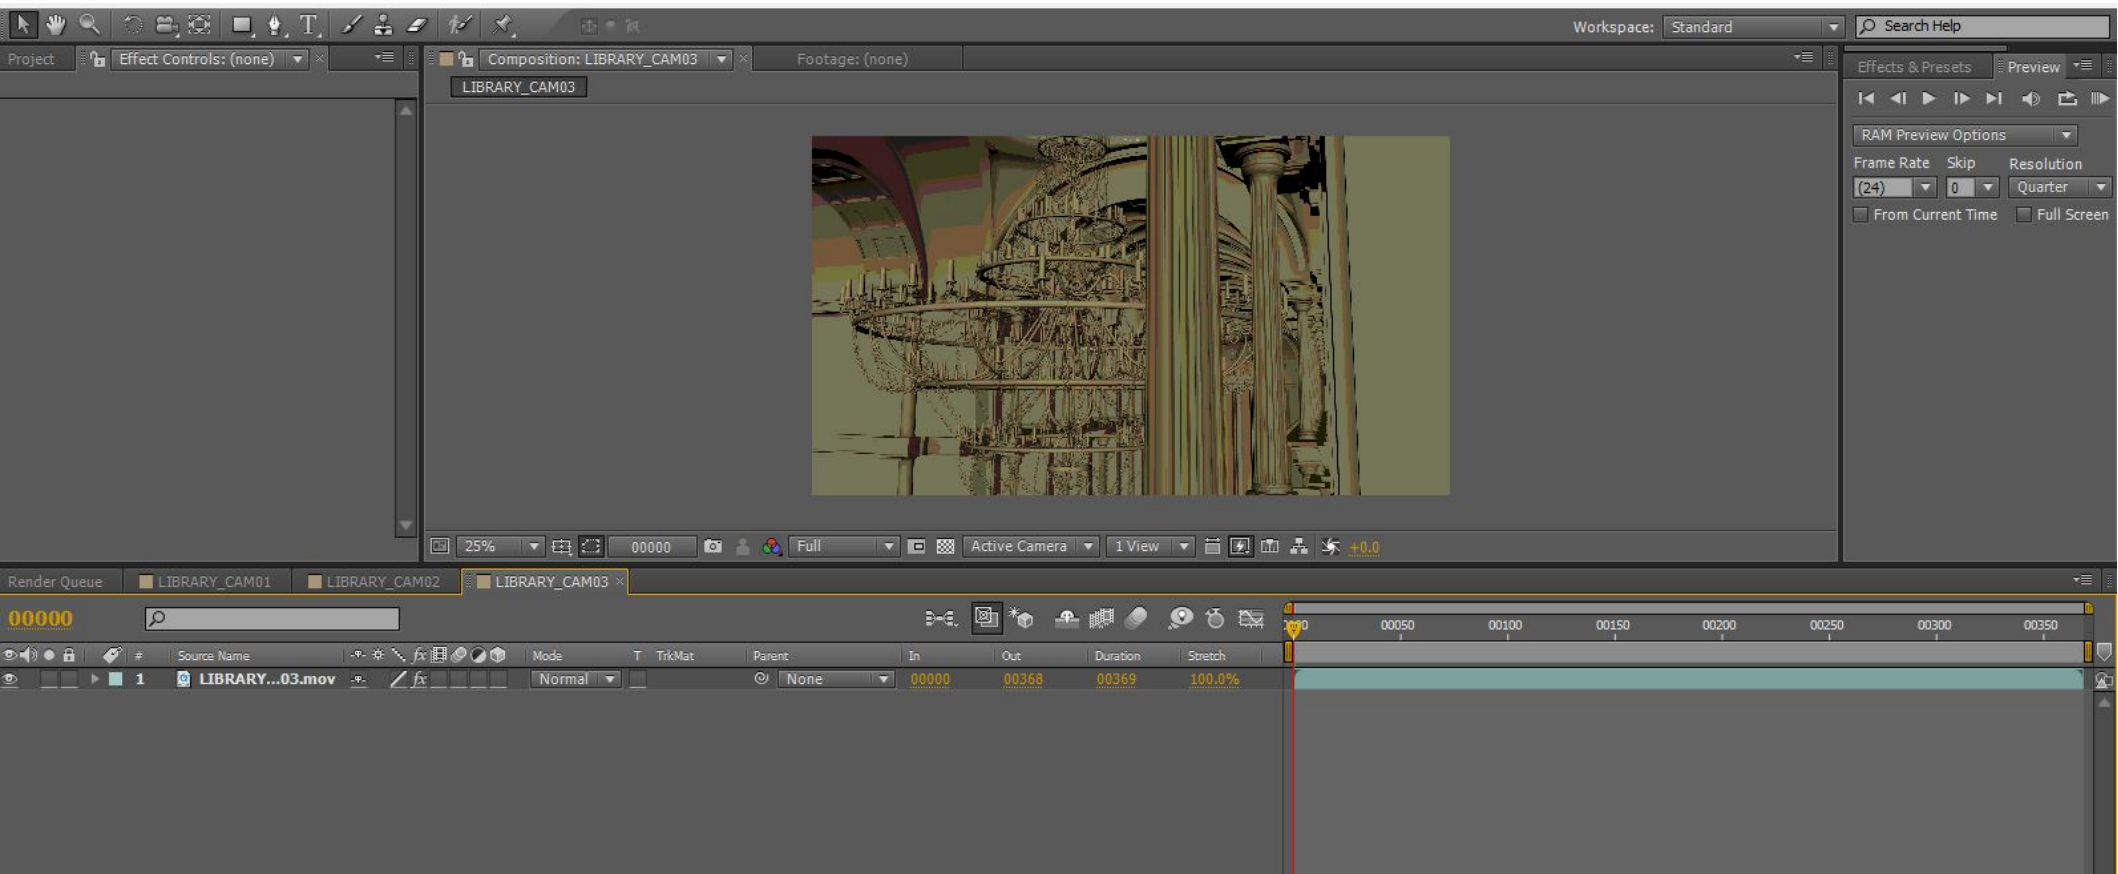 Workspace: Standard Search Help
Project Effect Controls: (none) Composition: LIBRARY_CAM03 Footage: (none) Effects & Presets Preview
LIBRARY_CAM03
RAM Preview Options
Frame Rate Skip Resolution
(24) 0 Quarter
From Current Time Full Screen
25% 00000 Full Active Camera 1 View +0.0
Render Queue LIBRARY_CAM01 LIBRARY_CAM02 LIBRARY_CAM03
00000
00050 00100 00150 00200 00250 00300 00350
# Source Name fx Mode T TrkMat Parent In Out Duration Stretch
1 LIBRARY...03.mov fx Normal None 00000 00368 00369 100.0%